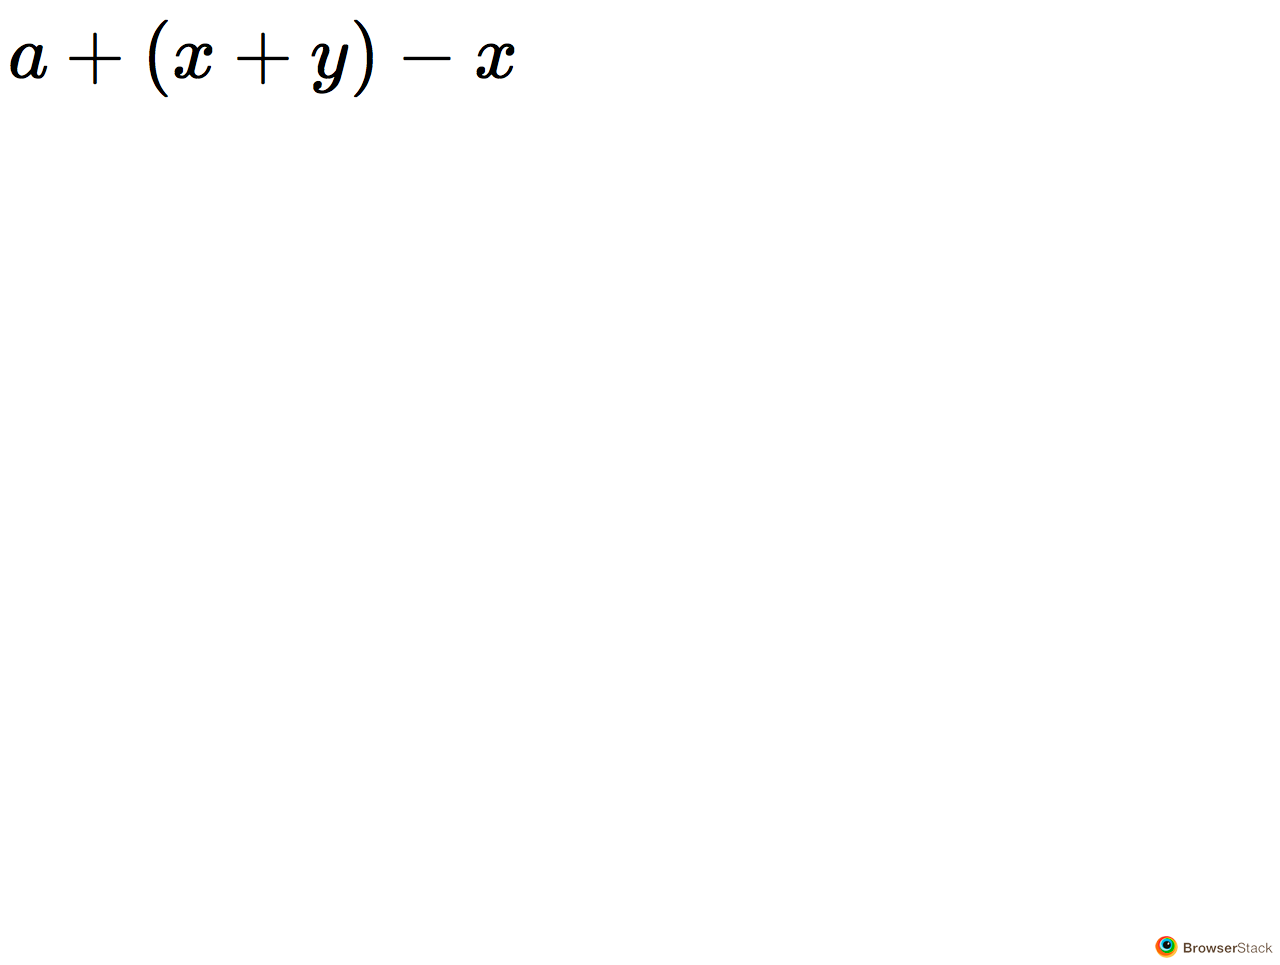 a + (x + y) − x
BrowserStack